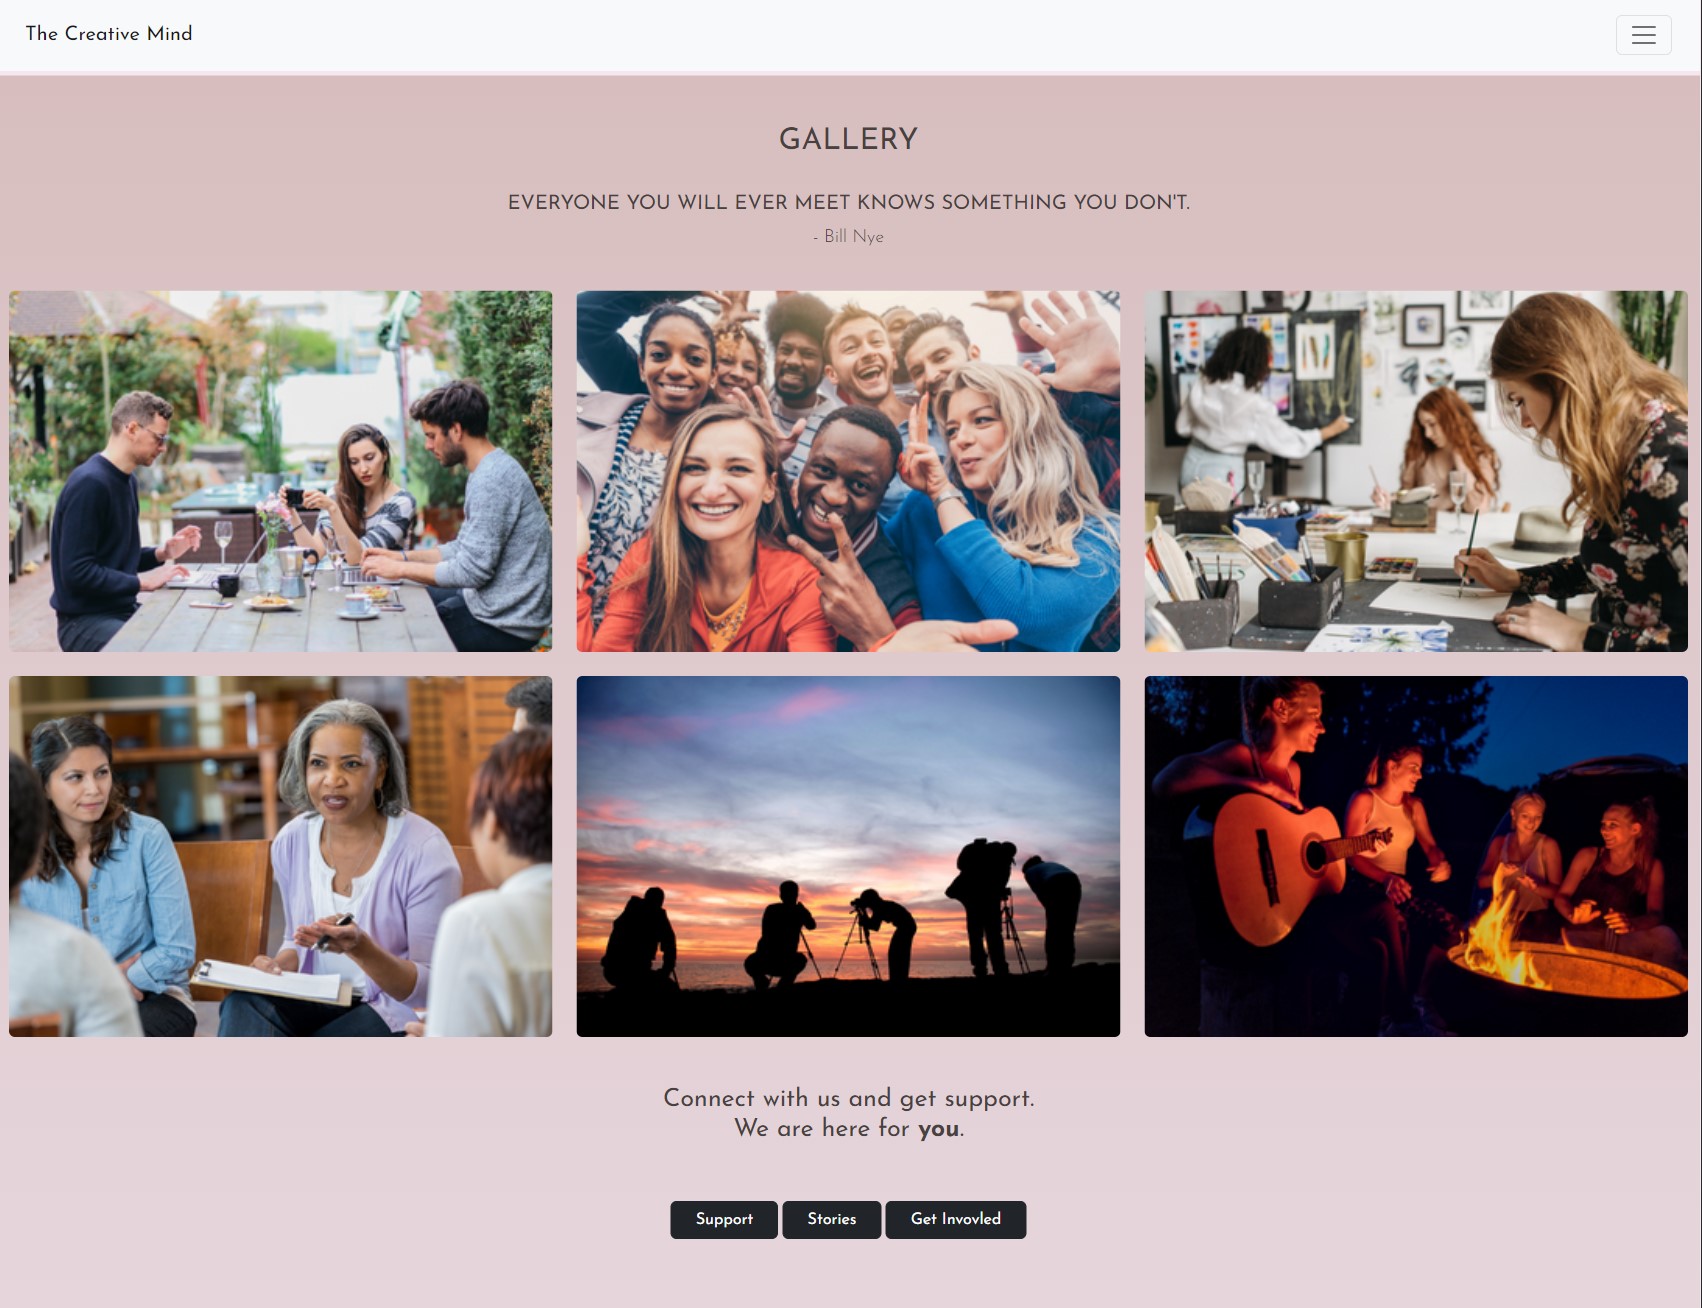 The Creative Mind
GALLERY
EVERYONE YOU WILL EVER MEET KNOWS SOMETHING YOU DON'T.
- Bill Nye
Connect with us and get support.
We are here for you.
Support Stories Get Invovled